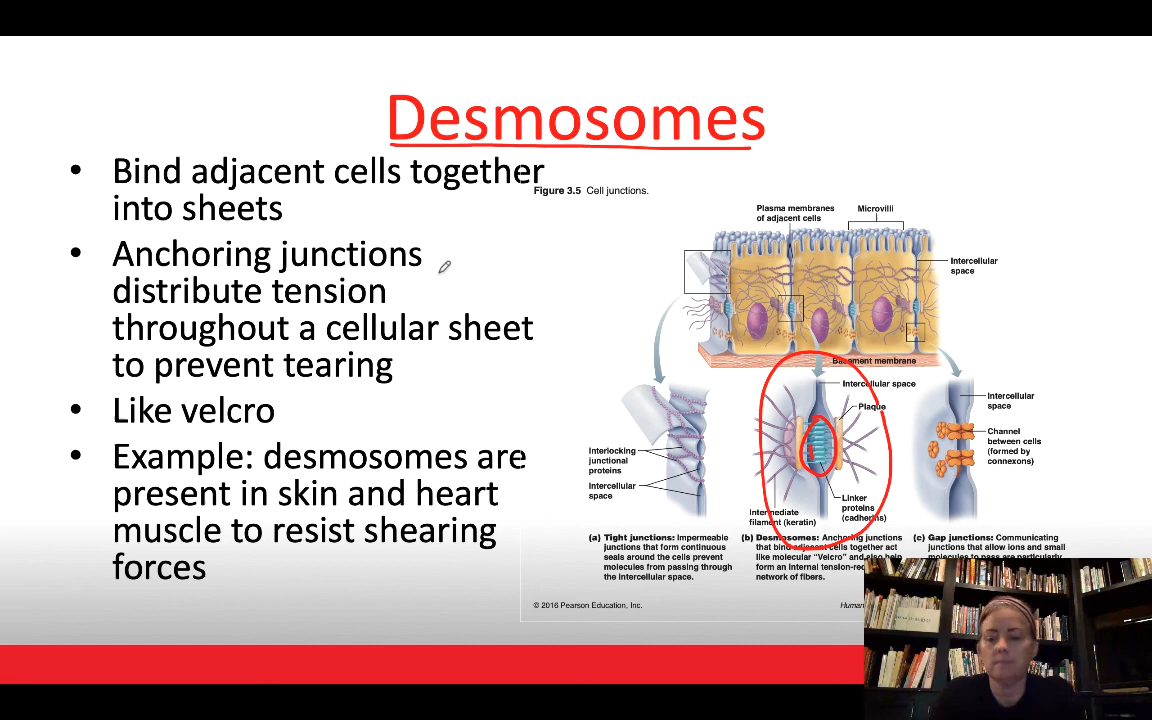 Desmosomes
• Bind adjacent cells together
into sheets
• Anchoring junctions
distribute tension
throughout a cellular sheet
to prevent tearing
• Like velcro
• Example: desmosomes are
present in skin and heart
muscle to resist shearing
forces
Figure 3.5 Cell junctions.
Plasma membranes
of adjacent cells
Microvilli
Intercellular
space
Basement membrane
Interlocking
junctional
proteins
Intercellular
space
Intercellular space
Plaque
Linker
proteins
(cadherins)
Intermediate
filament (keratin)
Intercellular
space
Channel
between cells
(formed by
connexons)
(a) Tight junctions: Impermeable
junctions that form continuous
seals around the cells prevent
molecules from passing through
the intercellular space.
(b) Desmosomes: Anchoring junctions
that bind adjacent cells together act
like molecular "Velcro" and also help
form an internal tension-re
network of fibers.
(c) Gap junctions: Communicating
junctions that allow ions and small
molecules to pass are particularly
© 2016 Pearson Education, Inc.
Human